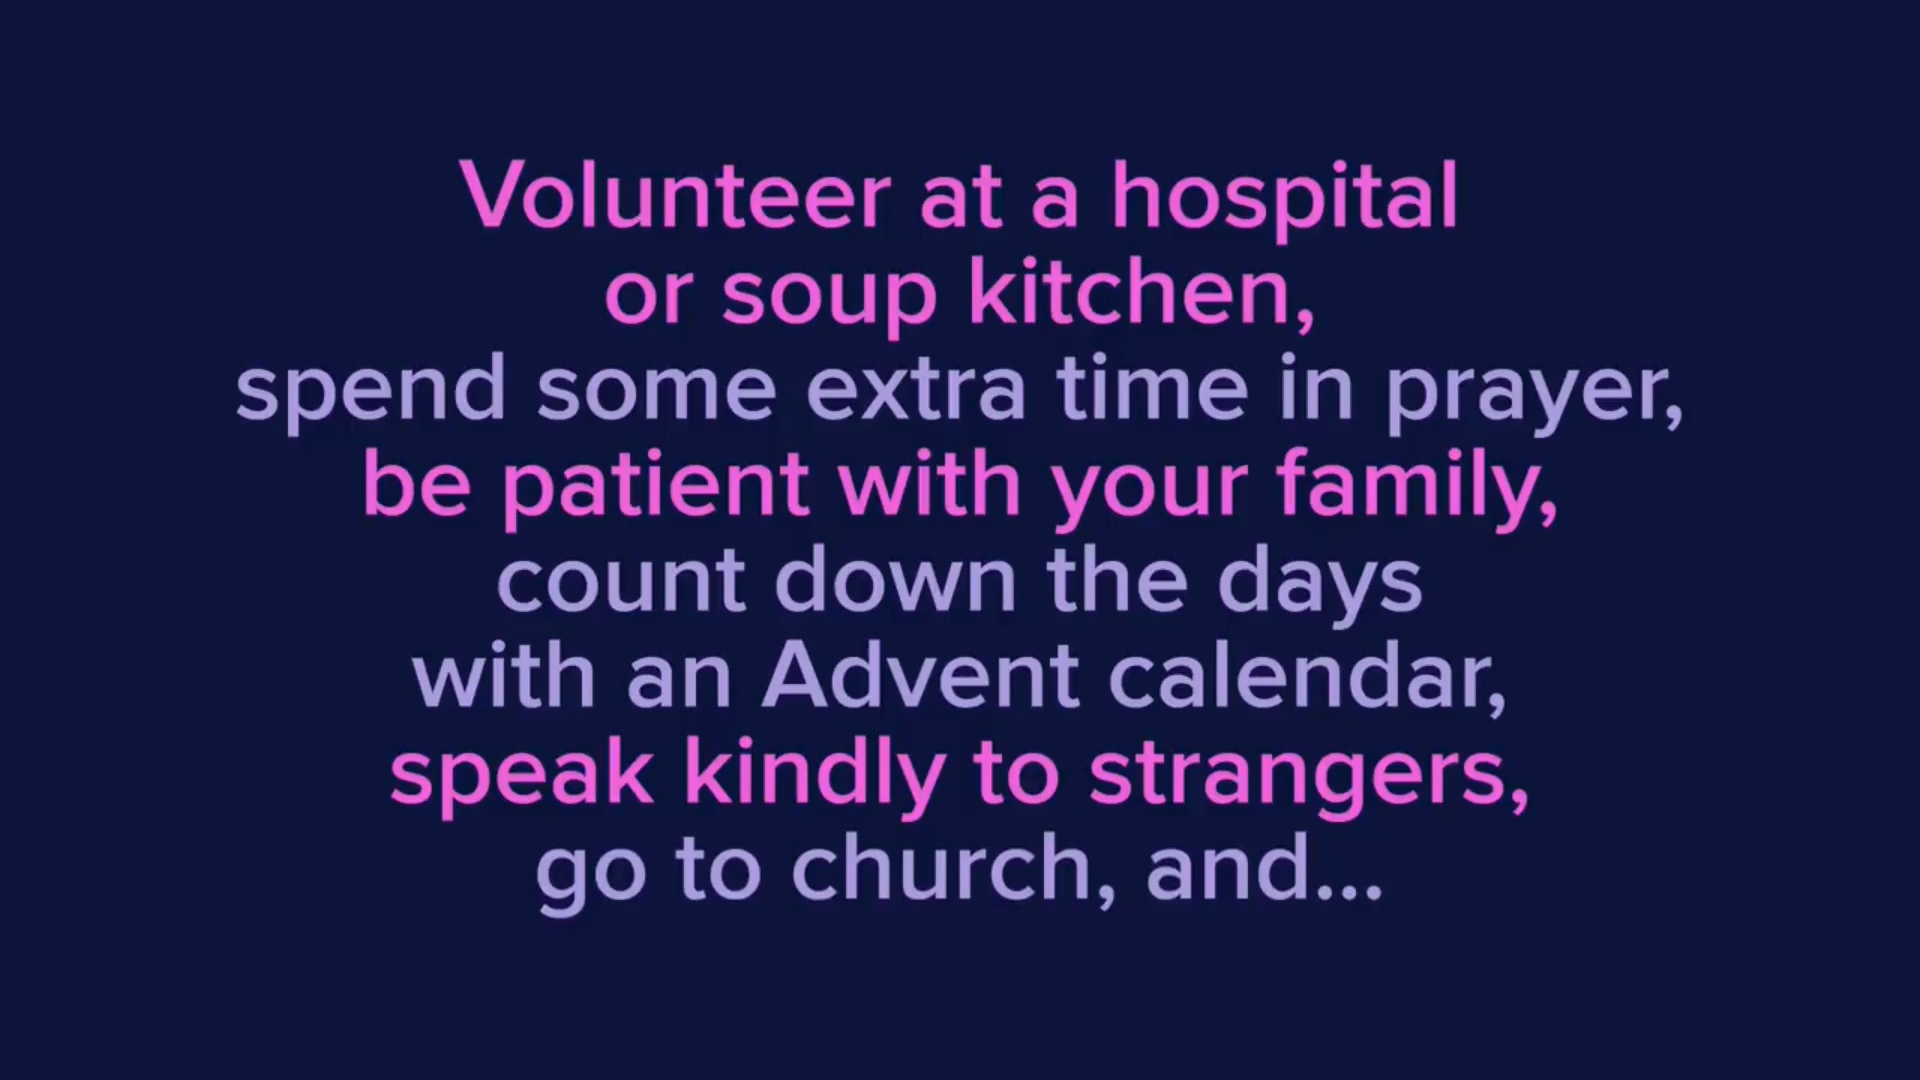 Volunteer at a hospital
or soup kitchen,
spend some extra time in prayer,
be patient with your family,
count down the days
with an Advent calendar,
speak kindly to strangers,
go to church, and...